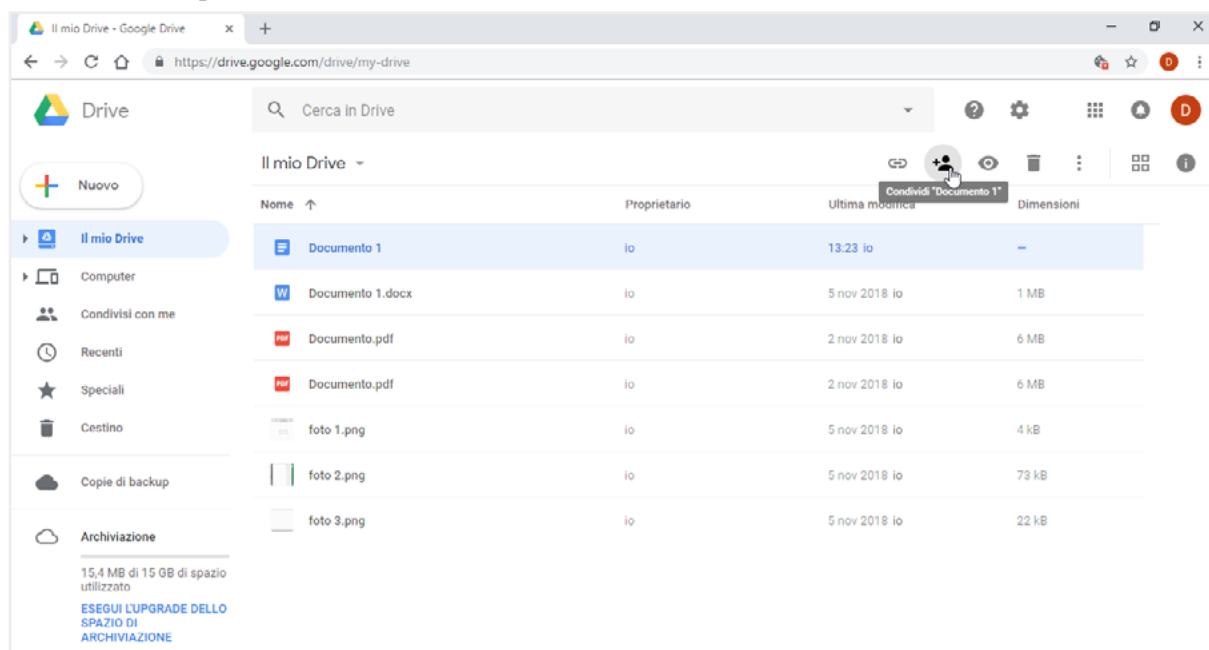 Il mio Drive - Google Drive
https://drive.google.com/drive/my-drive
D
Drive
Cerca in Drive
D
Nuovo
Il mio Drive
Condividi "Documento 1"
Nome Proprietario Ultima modifica Dimensioni
Il mio Drive
Computer
Condivisi con me
Recenti
Speciali
Cestino
Copie di backup
Archiviazione
15,4 MB di 15 GB di spazio
utilizzato
ESEGUI L'UPGRADE DELLO
SPAZIO DI
ARCHIVIAZIONE
Documento 1 io 13:23 io –
W Documento 1.docx io 5 nov 2018 io 1 MB
PDF Documento.pdf io 2 nov 2018 io 6 MB
PDF Documento.pdf io 2 nov 2018 io 6 MB
foto 1.png io 5 nov 2018 io 4 kB
foto 2.png io 5 nov 2018 io 73 kB
foto 3.png io 5 nov 2018 io 22 kB